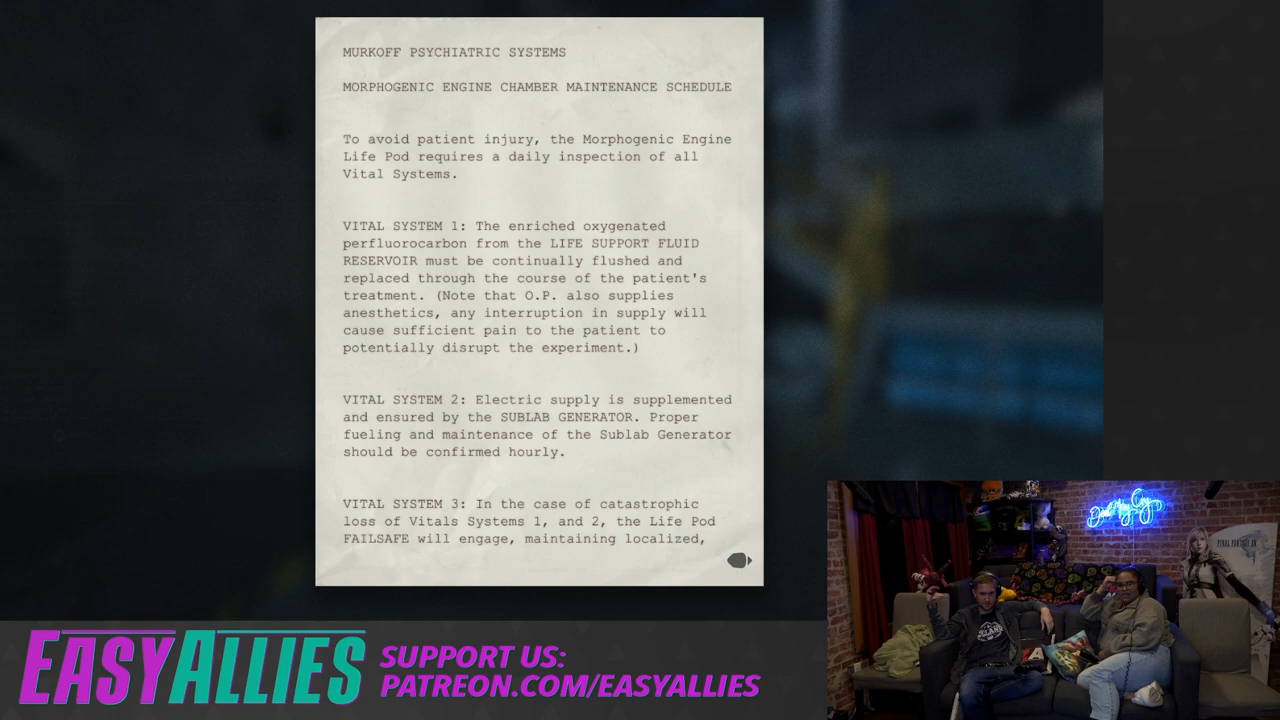 MURKOFF PSYCHIATRIC SYSTEMS
MORPHOGENIC ENGINE CHAMBER MAINTENANCE SCHEDULE
To avoid patient injury, the Morphogenic Engine
Life Pod requires a daily inspection of all
Vital Systems.
VITAL SYSTEM 1: The enriched oxygenated
perfluorocarbon from the LIFE SUPPORT FLUID
RESERVOIR must be continually flushed and
replaced through the course of the patient's
treatment. (Note that O.P. also supplies
anesthetics, any interruption in supply will
cause sufficient pain to the patient to
potentially disrupt the experiment.)
VITAL SYSTEM 2: Electric supply is supplemented
and ensured by the SUBLAB GENERATOR. Proper
fueling and maintenance of the Sublab Generator
should be confirmed hourly.
VITAL SYSTEM 3: In the case of catastrophic
loss of Vitals Systems 1, and 2, the Life Pod
FAILSAFE will engage, maintaining localized,
Devil May Cry
FINAL FANTASY XIII
EASYALLIES
SUPPORT US:
PATREON.COM/EASYALLIES